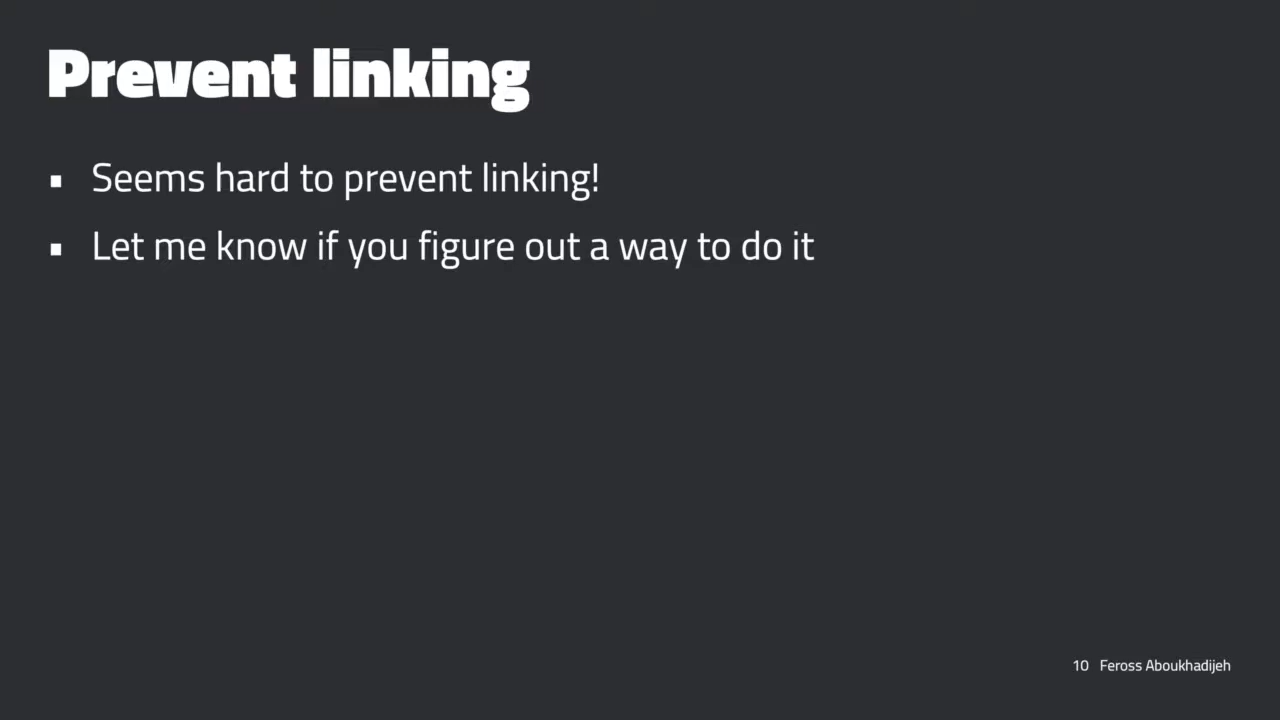 Prevent linking
▪ Seems hard to prevent linking!
▪ Let me know if you figure out a way to do it
10 Feross Aboukhadijeh